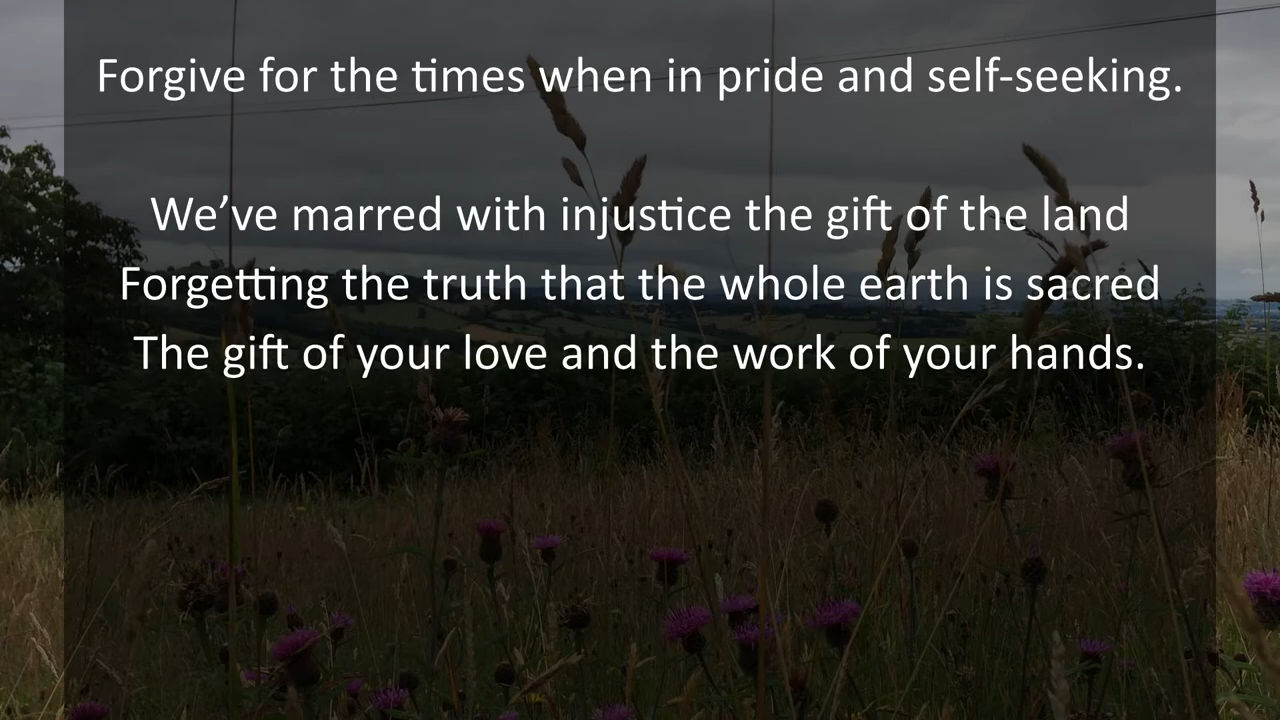 Forgive for the times when in pride and self-seeking.
We’ve marred with injustice the gift of the land
Forgetting the truth that the whole earth is sacred
The gift of your love and the work of your hands.